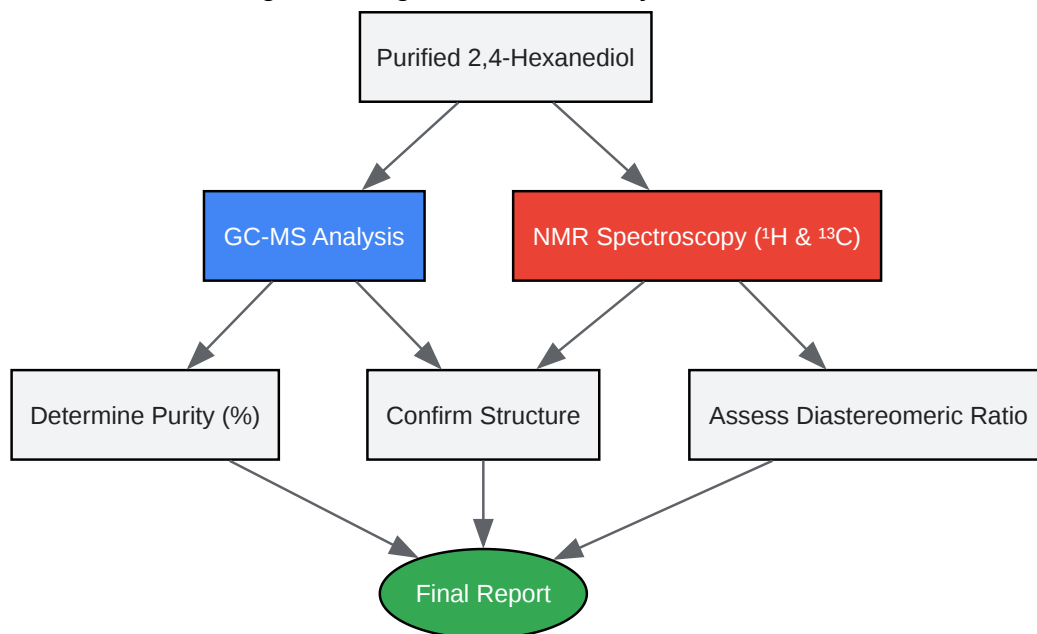 Purified 2,4-Hexanediol
GC-MS Analysis
NMR Spectroscopy (¹H & ¹³C)
Determine Purity (%)
Confirm Structure
Assess Diastereomeric Ratio
Final Report